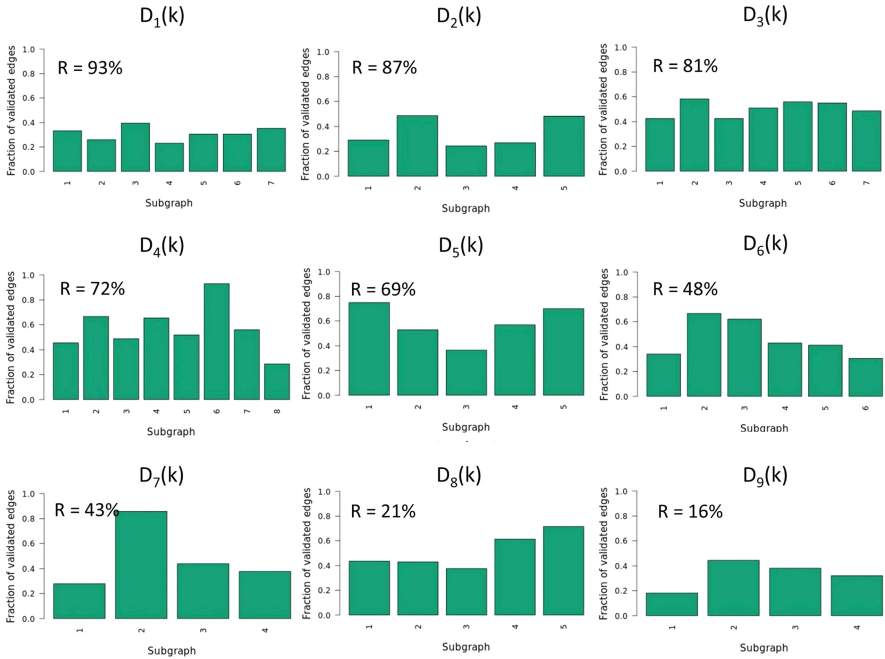 D1(k)
R = 93%
Fraction of validated edges
1.0
0.8
0.6
0.4
0.2
0.0
1 2 3 4 5 6 7
Subgraph
D2(k)
R = 87%
Fraction of validated edges
1.0
0.8
0.6
0.4
0.2
0.0
1 2 3 4 5
Subgraph
D3(k)
R = 81%
Fraction of validated edges
1.0
0.8
0.6
0.4
0.2
0.0
1 2 3 4 5 6 7
Subgraph
D4(k)
R = 72%
Fraction of validated edges
1.0
0.8
0.6
0.4
0.2
0.0
1 2 3 4 5 6 7 8
Subgraph
D5(k)
R = 69%
Fraction of validated edges
1.0
0.8
0.6
0.4
0.2
0.0
1 2 3 4 5
Subgraph
D6(k)
R = 48%
Fraction of validated edges
1.0
0.8
0.6
0.4
0.2
0.0
1 2 3 4 5 6
Subgraph
D7(k)
R = 43%
Fraction of validated edges
1.0
0.8
0.6
0.4
0.2
0.0
1 2 3 4
Subgraph
D8(k)
R = 21%
Fraction of validated edges
1.0
0.8
0.6
0.4
0.2
0.0
1 2 3 4 5
Subgraph
D9(k)
R = 16%
Fraction of validated edges
1.0
0.8
0.6
0.4
0.2
0.0
1 2 3 4
Subgraph